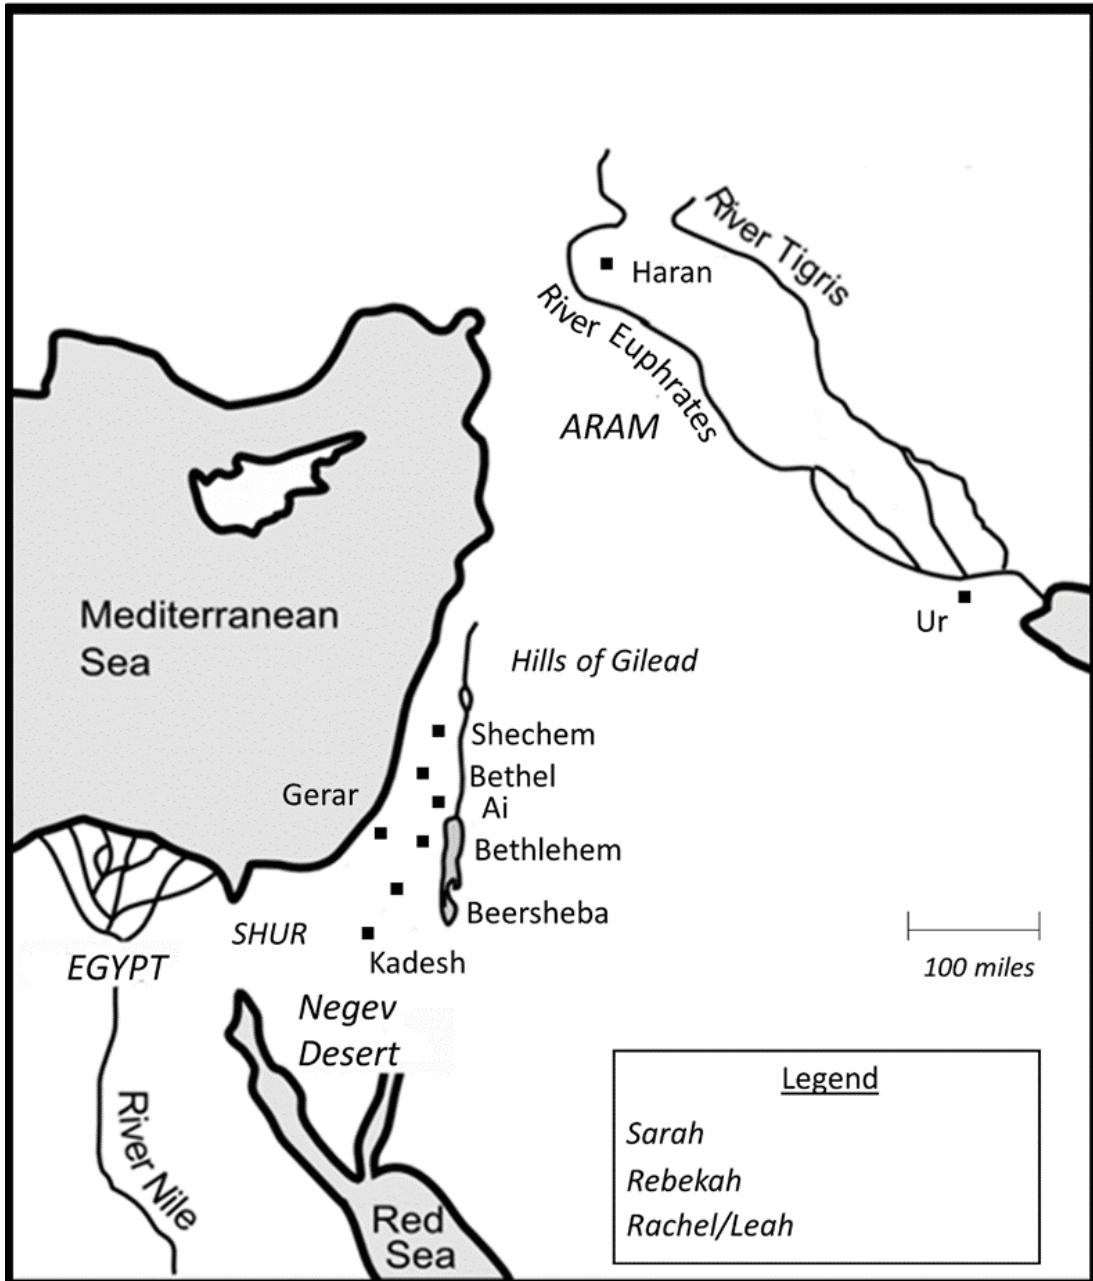 River Tigris
Haran
River Euphrates
ARAM
Mediterranean
Sea
Ur
Hills of Gilead
Shechem
Bethel
Gerar
Ai
Bethlehem
Beersheba
SHUR
Kadesh
EGYPT
100 miles
Negev
Desert
River Nile
Red
Sea
Legend
Sarah
Rebekah
Rachel/Leah